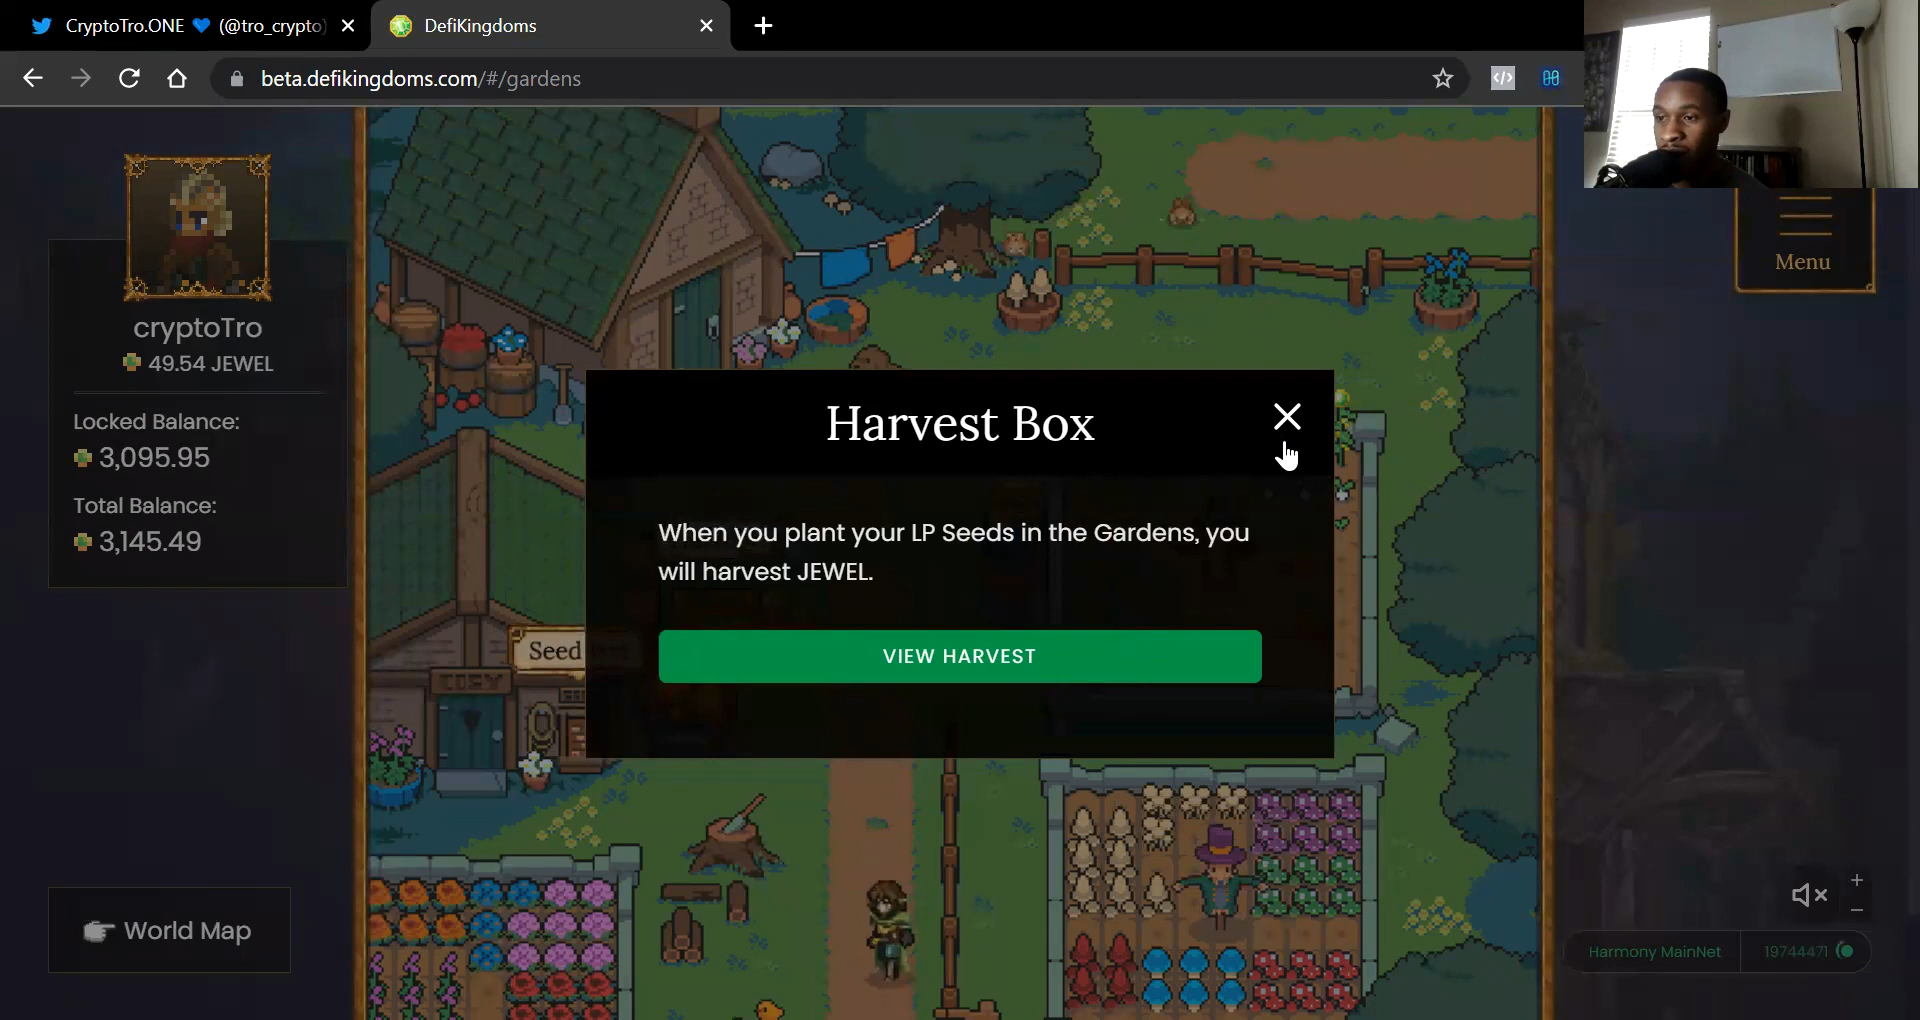 CryptoTro.ONE 💙 (@tro_crypto)
DefiKingdoms
beta.defikingdoms.com/#/gardens
Menu
cryptoTro
49.54 JEWEL
Locked Balance:
3,095.95
Total Balance:
3,145.49
Harvest Box
When you plant your LP Seeds in the Gardens, you
will harvest JEWEL.
VIEW HARVEST
Seed
COSY
World Map
Harmony MainNet
19744471